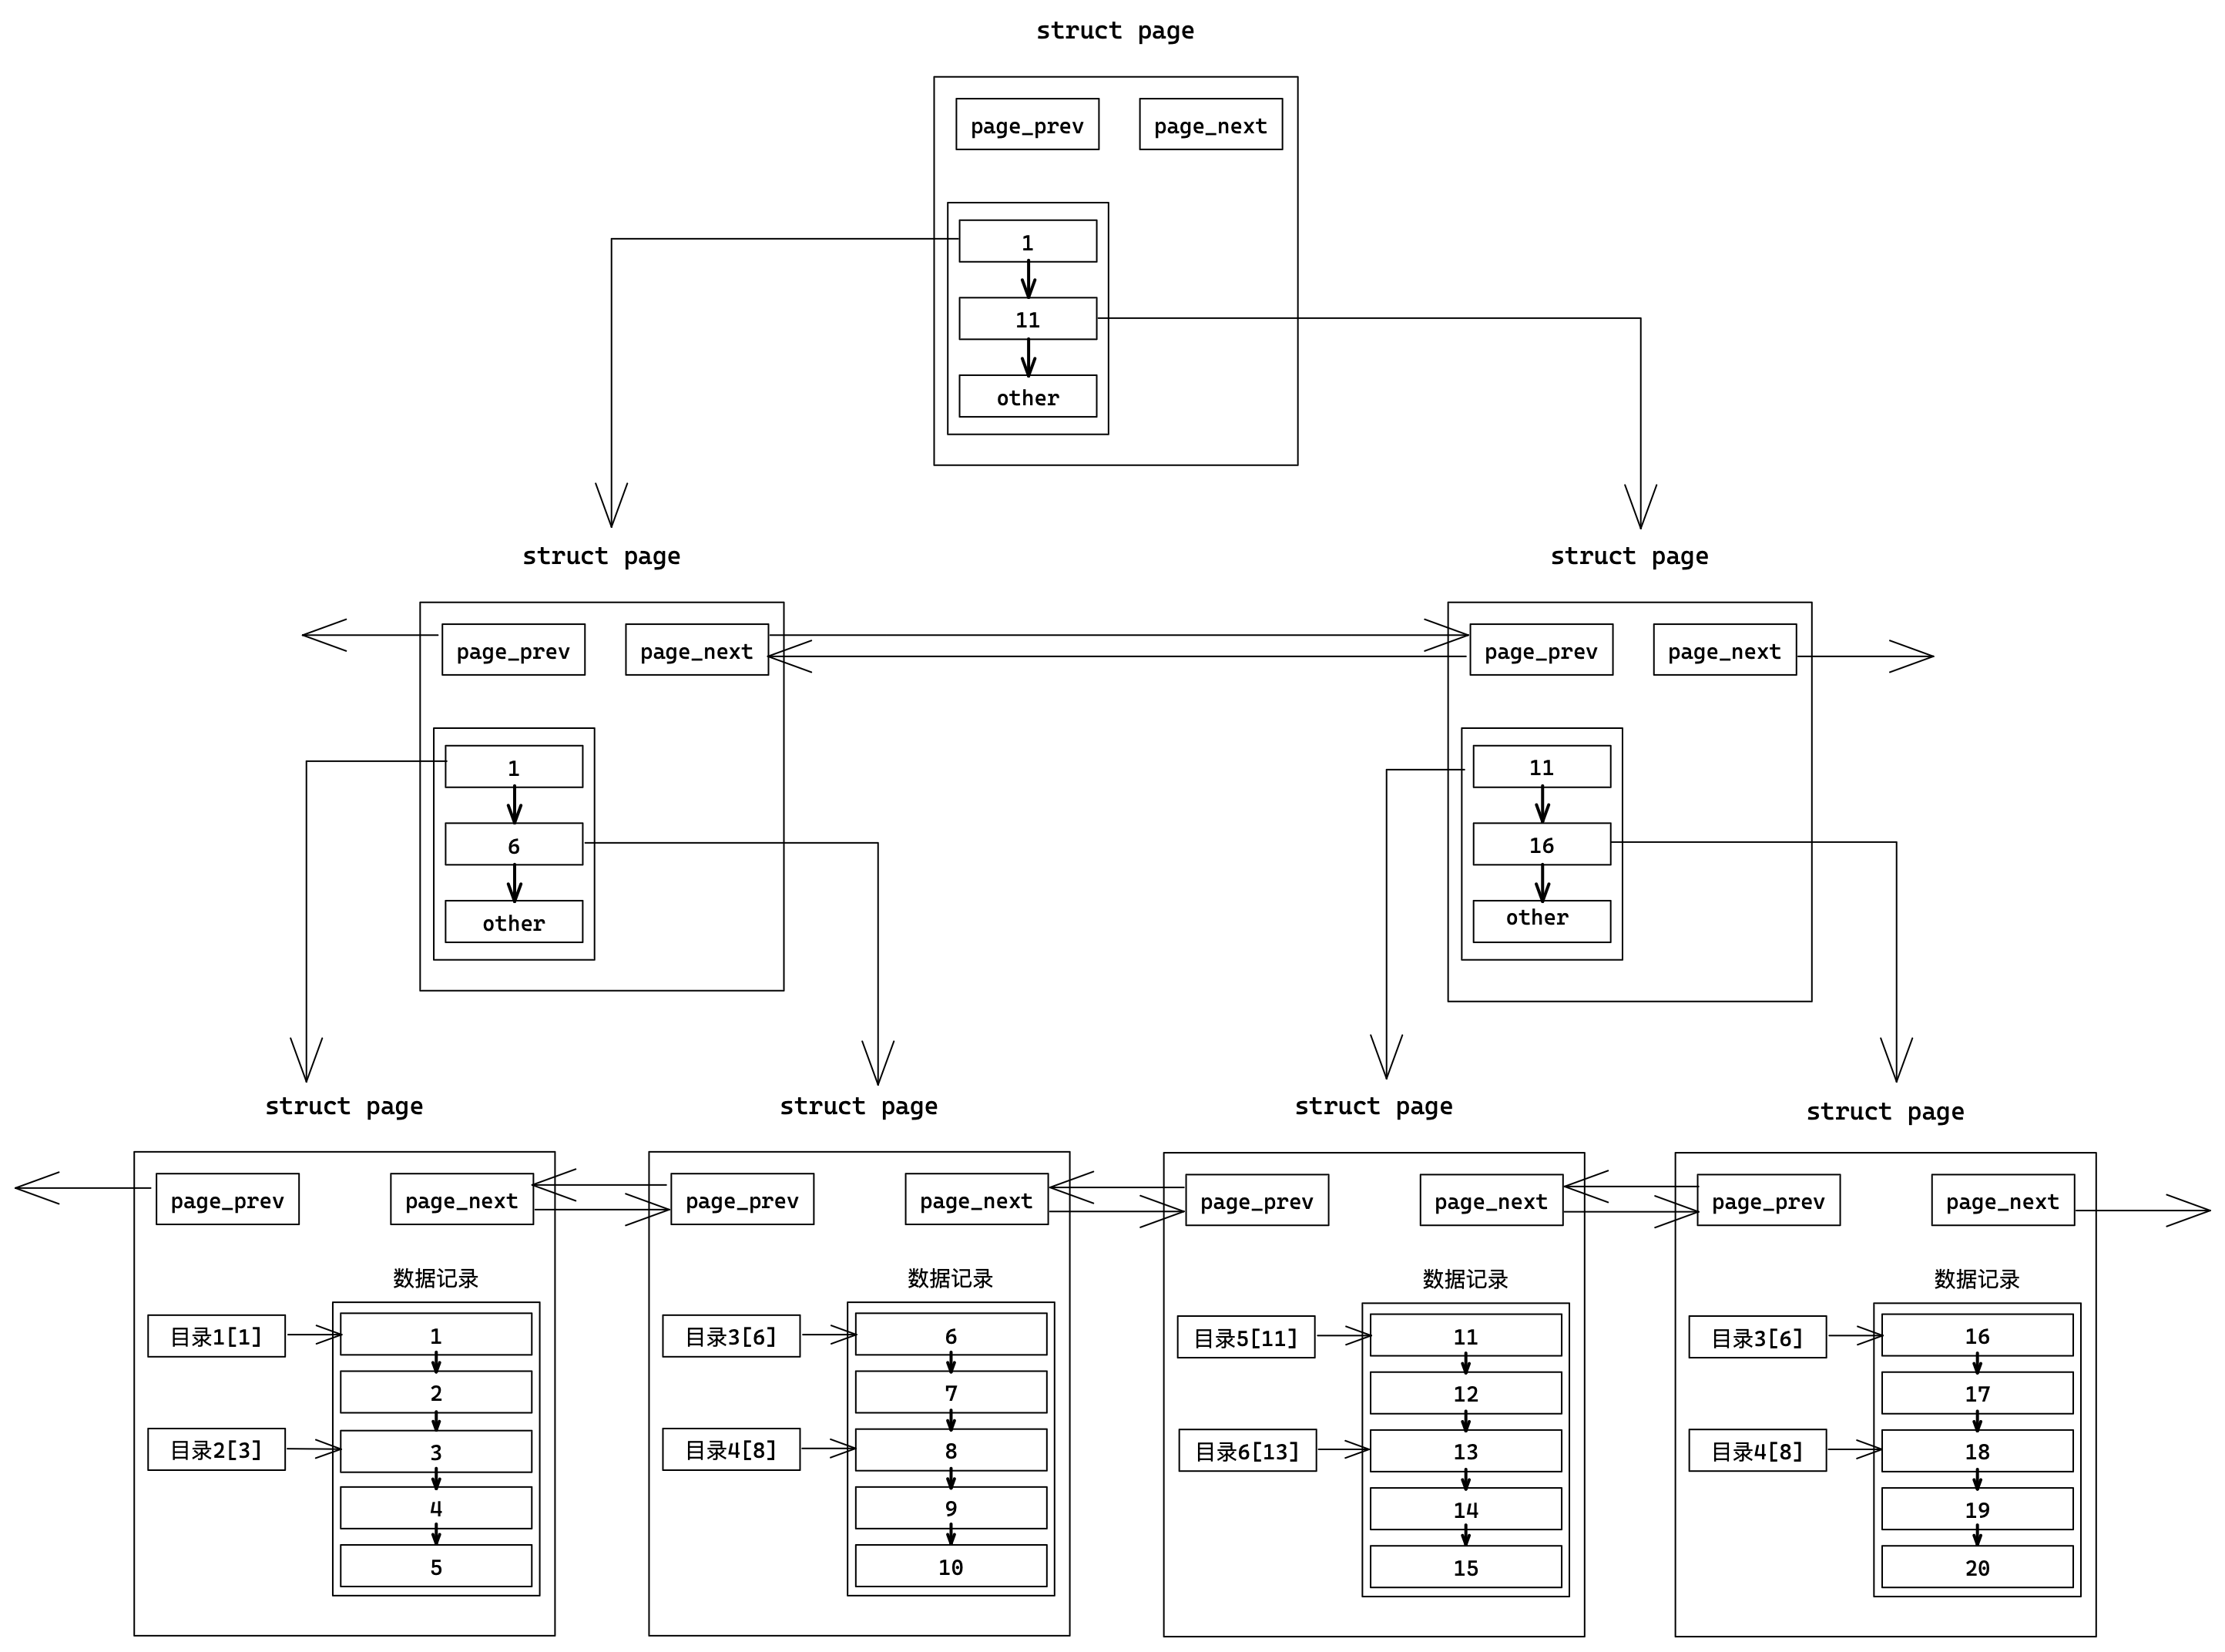 struct page
page_prev
page_next
1
11
other
struct page
struct page
page_prev
page_next
page_prev
page_next
1
6
other
11
16
other
struct page
struct page
struct page
struct page
page_prev
page_next
数据记录
目录1[1]
目录2[3]
1
2
3
4
5
page_prev
page_next
数据记录
目录3[6]
目录4[8]
6
7
8
9
10
page_prev
page_next
数据记录
目录5[11]
目录6[13]
11
12
13
14
15
page_prev
page_next
数据记录
目录3[6]
目录4[8]
16
17
18
19
20